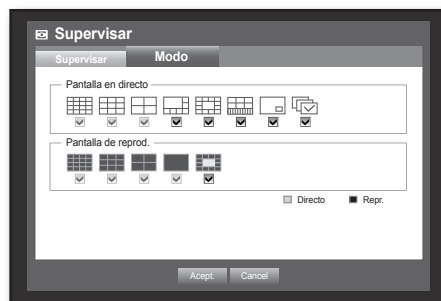 Supervisar
Supervisar Modo
Pantalla en directo
Pantalla de reprod.
Directo Repr.
Acept. Cancel